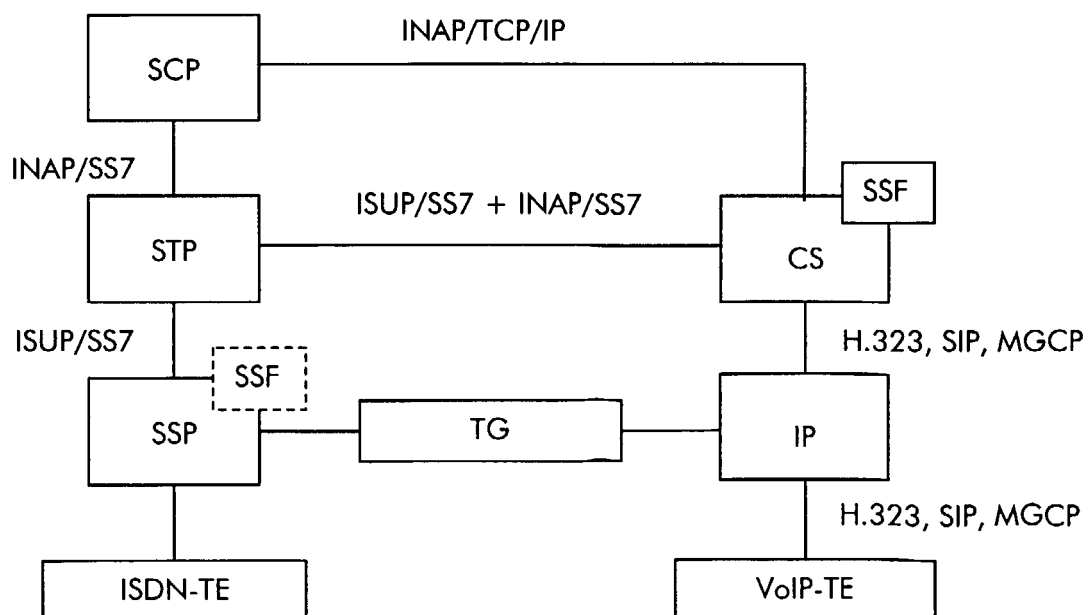 INAP/TCP/IP
SCP
INAP/SS7
ISUP/SS7 + INAP/SS7
SSF
STP
CS
ISUP/SS7
H.323, SIP, MGCP
SSF
SSP
TG
IP
H.323, SIP, MGCP
ISDN-TE
VoIP-TE